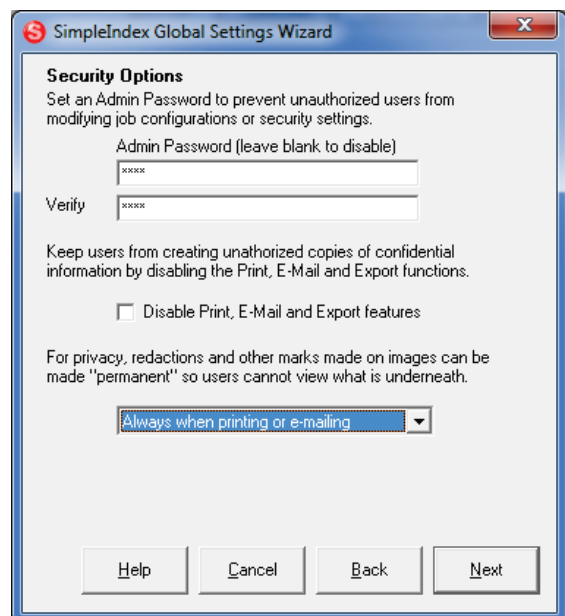 SimpleIndex Global Settings Wizard
Security Options
Set an Admin Password to prevent unauthorized users from
modifying job configurations or security settings.
Admin Password (leave blank to disable)
****
Verify ****
Keep users from creating unathorized copies of confidential
information by disabling the Print, E-Mail and Export functions.
Disable Print, E-Mail and Export features
For privacy, redactions and other marks made on images can be
made "permanent" so users cannot view what is underneath.
Always when printing or e-mailing
Help Cancel Back Next